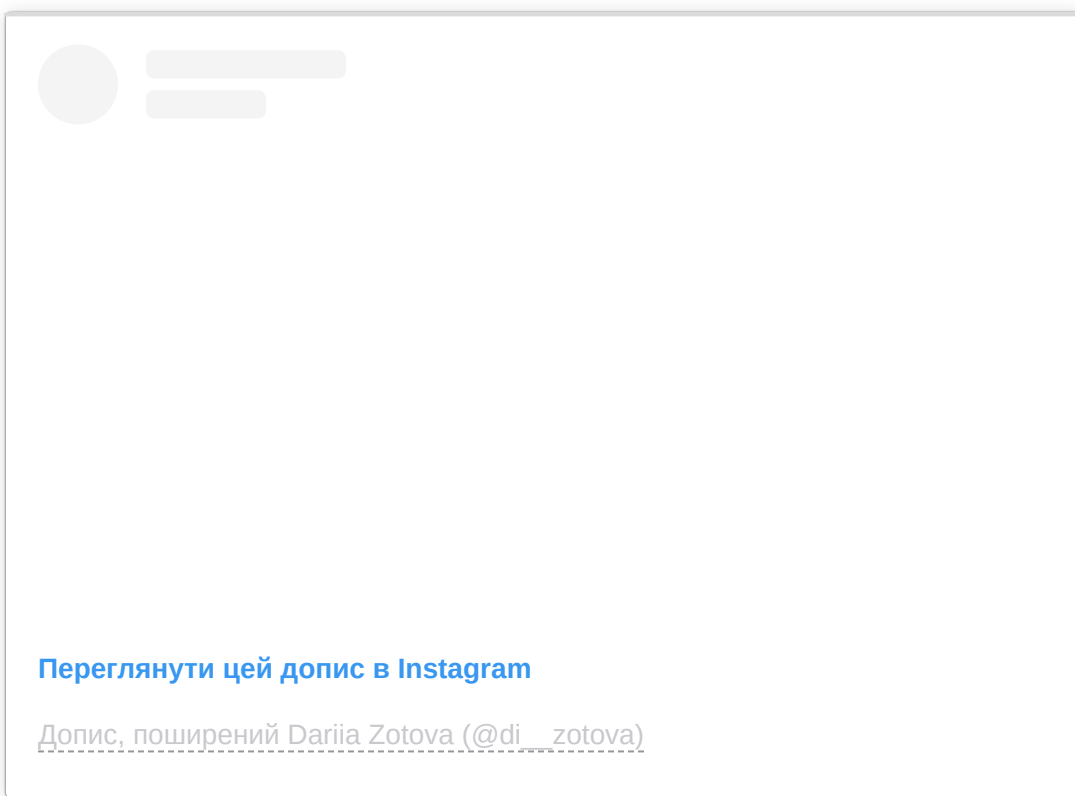 Переглянути цей допис в Instagram
Допис, поширений Dariia Zotova (@di__zotova)